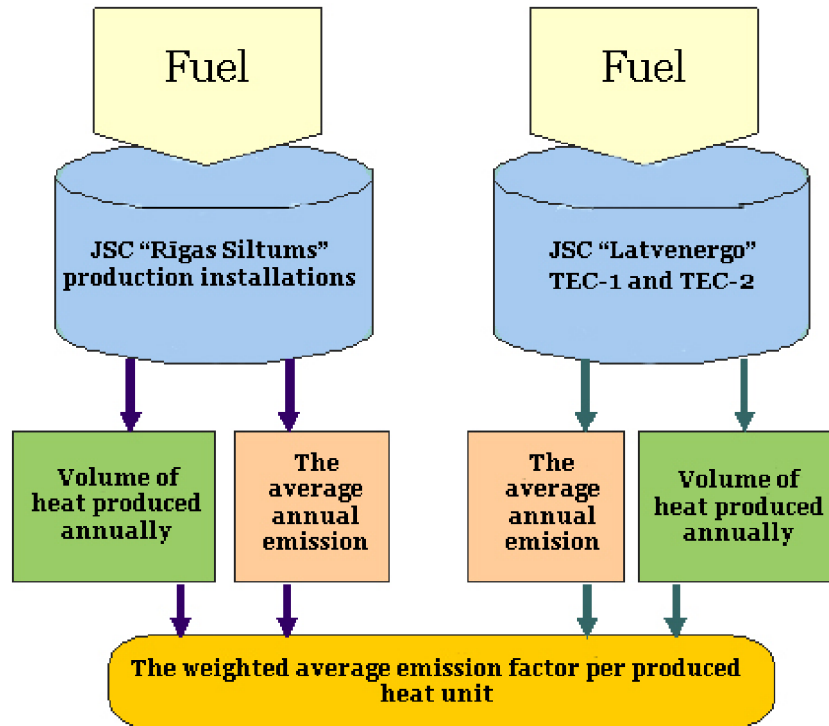 Fuel
Fuel
JSC “Rīgas Siltums”
production installations
JSC “Latvenergo”
TEC-1 and TEC-2
Volume of
heat produced
annually
The
average
annual
emission
The
average
annual
emision
Volume of
heat produced
annually
The weighted average emission factor per produced
heat unit